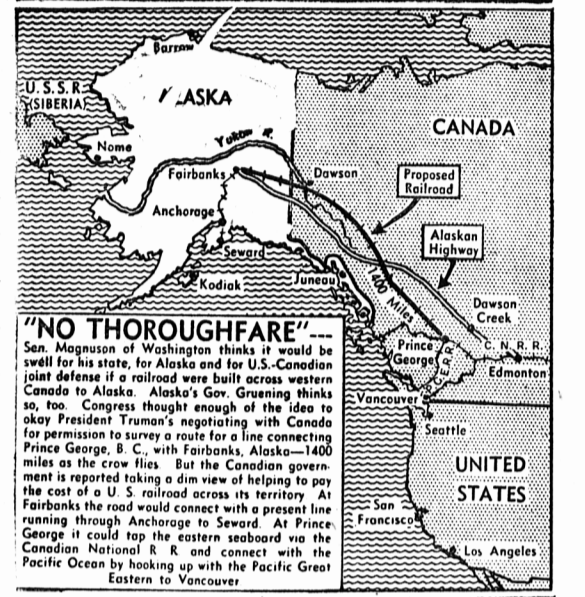 Barrow
U.S.S.R.
(SIBERIA)
ALASKA
CANADA
Nome
Yukon R.
Fairbanks
Dawson
Proposed
Railroad
Anchorage
Alaskan
Highway
Seward
Kodiak
Juneau
1400 Miles
Dawson
Creek
Prince
George
C. N. R. R.
P.G.E.R.R.
Edmonton
Vancouver
Seattle
UNITED
STATES
San
Francisco
Los Angeles
"NO THOROUGHFARE"---
Sen. Magnuson of Washington thinks it would be
swell for his state, for Alaska and for U.S.-Canadian
joint defense if a railroad were built across western
Canada to Alaska. Alaska's Gov. Gruening thinks
so, too. Congress thought enough of the idea to
okay President Truman's negotiating with Canada
for permission to survey a route for a line connecting
Prince George, B. C., with Fairbanks, Alaska—1400
miles as the crow flies But the Canadian govern-
ment is reported taking a dim view of helping to pay
the cost of a U. S. railroad across its territory At
Fairbanks the road would connect with a present line
running through Anchorage to Seward. At Prince
George it could tap the eastern seaboard via the
Canadian National R R and connect with the
Pacific Ocean by hooking up with the Pacific Great
Eastern to Vancouver